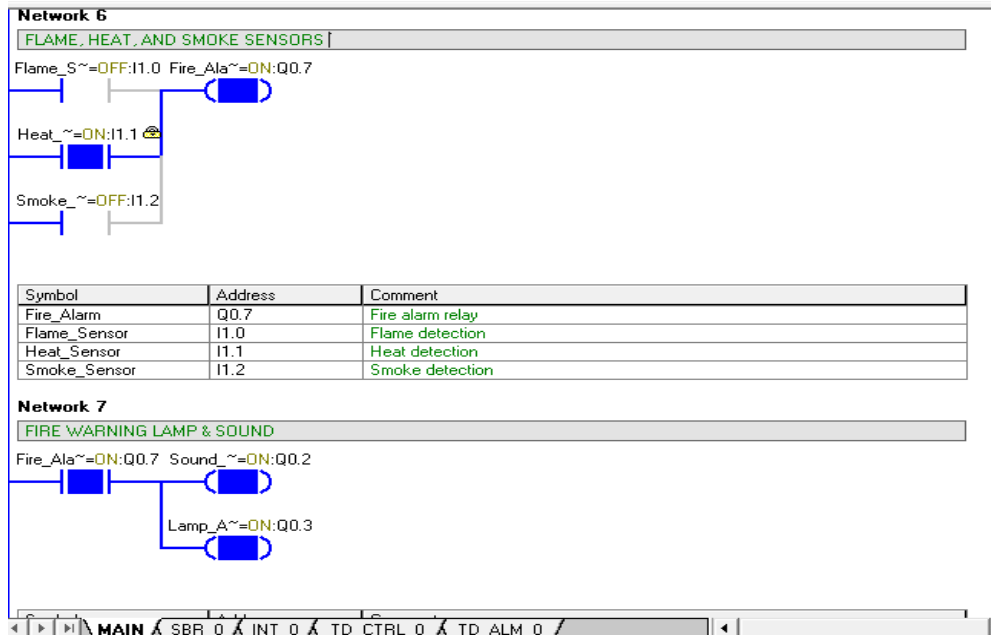 Network 6
FLAME, HEAT, AND SMOKE SENSORS
Flame_S~=OFF:I1.0 Fire_Ala~=ON:Q0.7
Heat_~=ON:I1.1
Smoke_~=OFF:I1.2
Symbol Address Comment
Fire_Alarm Q0.7 Fire alarm relay
Flame_Sensor I1.0 Flame detection
Heat_Sensor I1.1 Heat detection
Smoke_Sensor I1.2 Smoke detection
Network 7
FIRE WARNING LAMP & SOUND
Fire_Ala~=ON:Q0.7 Sound_~=ON:Q0.2
Lamp_A~=ON:Q0.3
MAIN SBR_0 INT_0 TD_CTRL_0 TD_ALM_0